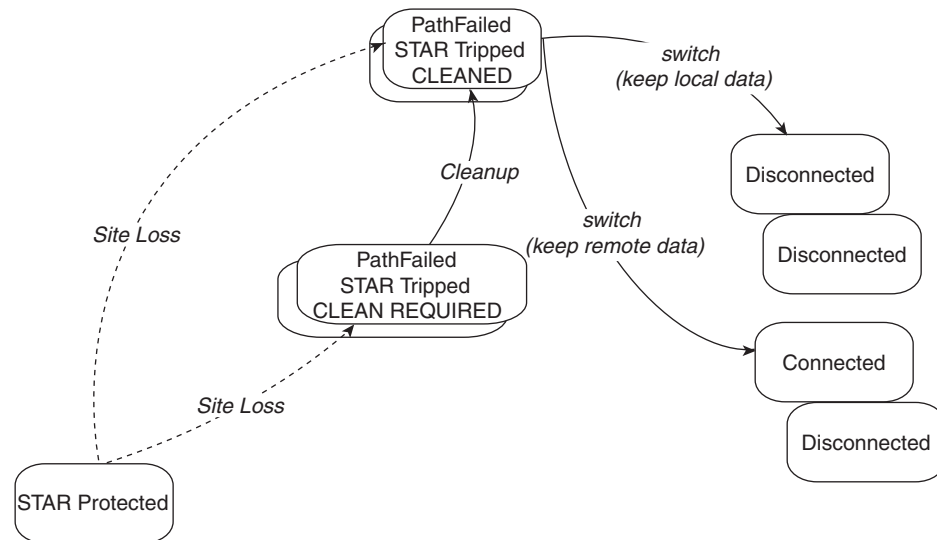 PathFailed
STAR Tripped
CLEANED
switch
(keep local data)
Cleanup
Disconnected
switch
(keep remote data)
Site Loss
Disconnected
PathFailed
STAR Tripped
CLEAN REQUIRED
Connected
Site Loss
Disconnected
STAR Protected